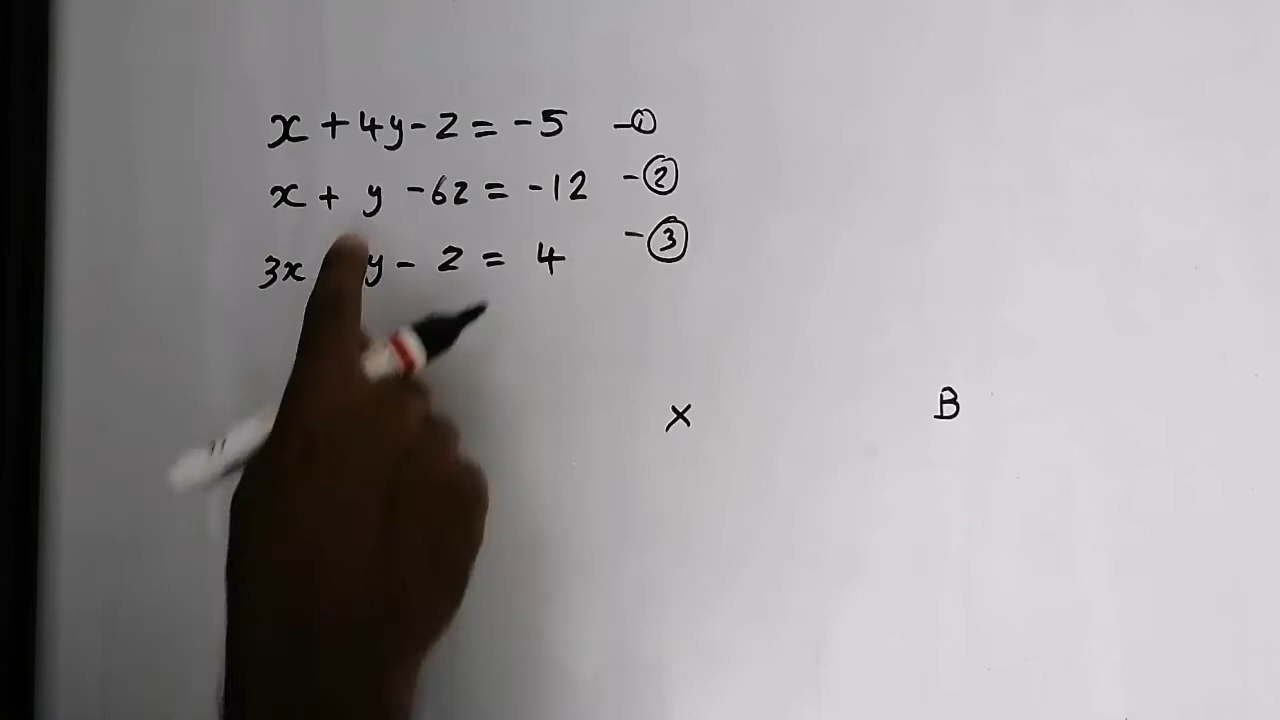 x + 4y - z = -5 - ①
x + y - 6z = -12 - ②
3x y - z = 4 - ③
X B